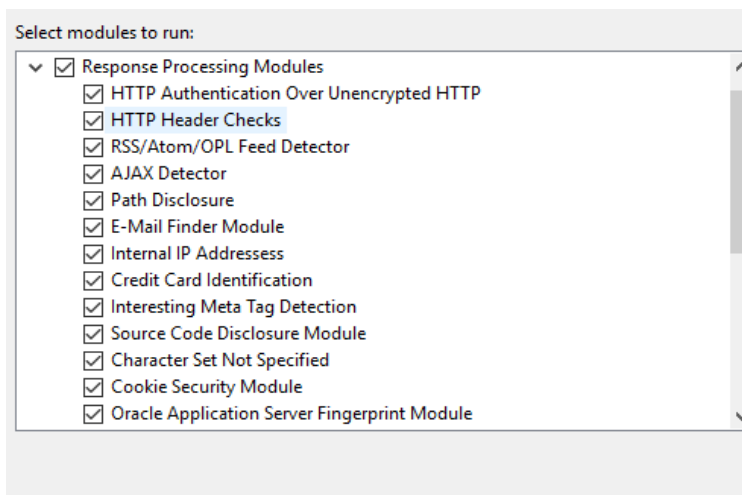 Select modules to run:
Response Processing Modules
HTTP Authentication Over Unencrypted HTTP
HTTP Header Checks
RSS/Atom/OPL Feed Detector
AJAX Detector
Path Disclosure
E-Mail Finder Module
Internal IP Addressess
Credit Card Identification
Interesting Meta Tag Detection
Source Code Disclosure Module
Character Set Not Specified
Cookie Security Module
Oracle Application Server Fingerprint Module